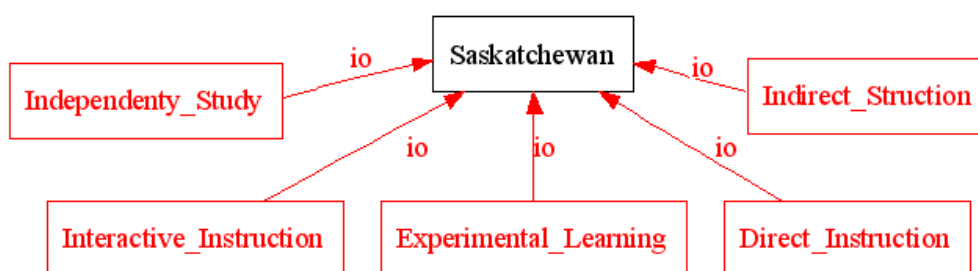 Saskatchewan
io
io
Independenty_Study
Indirect_Struction
io
io
io
Interactive_Instruction
Experimental_Learning
Direct_Instruction